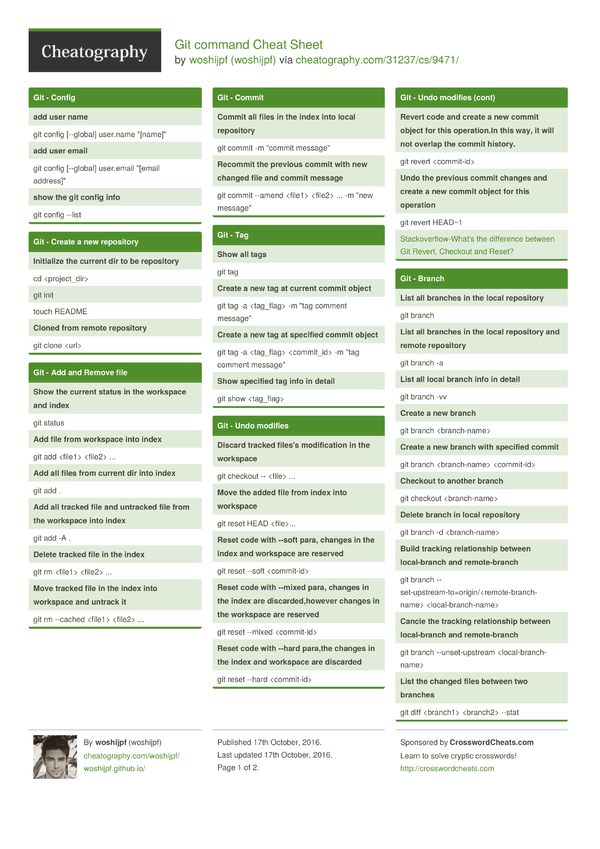 Cheatography
Git command Cheat Sheet
by woshijpf (woshijpf) via cheatography.com/31237/cs/9471/
Git - Config
add user name
git config [--global] user.name "[name]"
add user email
git config [--global] user.email "[email
address]"
show the git config info
git config --list
Git - Create a new repository
Initialize the current dir to be repository
cd <project_dir>
git init
touch README
Cloned from remote repository
git clone <url>
Git - Add and Remove file
Show the current status in the workspace
and index
git status
Add file from workspace into index
git add <file1> <file2> ...
Add all files from current dir into index
git add .
Add all tracked file and untracked file from
the workspace into index
git add -A .
Delete tracked file in the index
git rm <file1> <file2> ...
Move tracked file in the index into
workspace and untrack it
git rm --cached <file1> <file2> ...
Git - Commit
Commit all files in the index into local
repository
git commit -m "commit message"
Recommit the previous commit with new
changed file and commit message
git commit --amend <file1> <file2> ... -m "new
message"
Git - Tag
Show all tags
git tag
Create a new tag at current commit object
git tag -a <tag_flag> -m "tag comment
message"
Create a new tag at specified commit object
git tag -a <tag_flag> <commit_id> -m "tag
comment message"
Show specified tag info in detail
git show <tag_flag>
Git - Undo modifies
Discard tracked files's modification in the
workspace
git checkout -- <file> ...
Move the added file from index into
workspace
git reset HEAD <file>...
Reset code with --soft para, changes in the
index and workspace are reserved
git reset --soft <commit-id>
Reset code with --mixed para, changes in
the index are discarded,however changes in
the workspace are reserved
git reset --mixed <commit-id>
Reset code with --hard para,the changes in
the index and workspace are discarded
git reset --hard <commit-id>
Git - Undo modifies (cont)
Revert code and create a new commit
object for this operation.In this way, it will
not overlap the commit history.
git revert <commit-id>
Undo the previous commit changes and
create a new commit object for this
operation
git revert HEAD~1
Stackoverflow-What's the difference between
Git Revert, Checkout and Reset?
Git - Branch
List all branches in the local repository
git branch
List all branches in the local repository and
remote repository
git branch -a
List all local branch info in detail
git branch -vv
Create a new branch
git branch <branch-name>
Create a new branch with specified commit
git branch <branch-name> <commit-id>
Checkout to another branch
git checkout <branch-name>
Delete branch in local repository
git branch -d <branch-name>
Build tracking relationship between
local-branch and remote-branch
git branch --
set-upstream-to=origin/<remote-branch-
name> <local-branch-name>
Cancle the tracking relationship between
local-branch and remote-branch
git branch --unset-upstream <local-branch-
name>
List the changed files between two
branches
git diff <branch1> <branch2> --stat
By woshijpf (woshijpf)
cheatography.com/woshijpf/
woshijpf.github.io/
Published 17th October, 2016.
Last updated 17th October, 2016.
Page 1 of 2.
Sponsored by CrosswordCheats.com
Learn to solve cryptic crosswords!
http://crosswordcheats.com